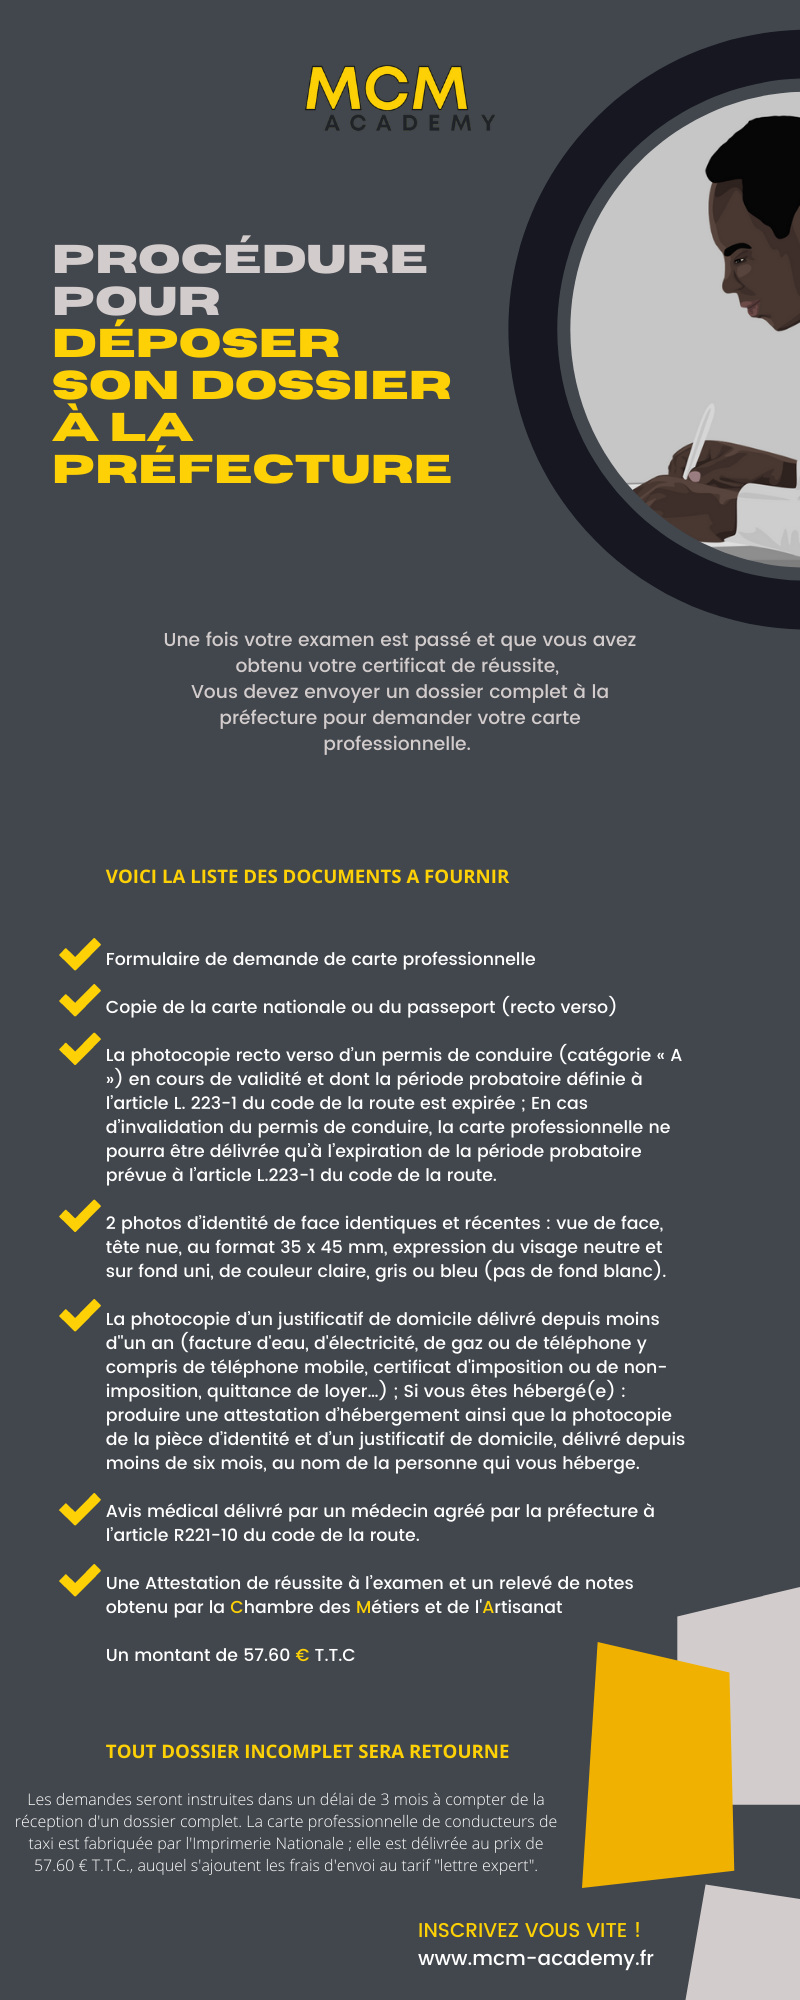 MCM
ACADEMY
PROCÉDURE
POUR
DÉPOSER
SON DOSSIER
À LA
PRÉFECTURE
Une fois votre examen est passé et que vous avez
obtenu votre certificat de réussite,
Vous devez envoyer un dossier complet à la
préfecture pour demander votre carte
professionnelle.
VOICI LA LISTE DES DOCUMENTS A FOURNIR
Formulaire de demande de carte professionnelle
Copie de la carte nationale ou du passeport (recto verso)
La photocopie recto verso d'un permis de conduire (catégorie « A
») en cours de validité et dont la période probatoire définie à
l'article L. 223-1 du code de la route est expirée ; En cas
d'invalidation du permis de conduire, la carte professionnelle ne
pourra être délivrée qu'à l'expiration de la période probatoire
prévue à l'article L.223-1 du code de la route.
2 photos d'identité de face identiques et récentes : vue de face,
tête nue, au format 35 x 45 mm, expression du visage neutre et
sur fond uni, de couleur claire, gris ou bleu (pas de fond blanc).
La photocopie d'un justificatif de domicile délivré depuis moins
d"un an (facture d'eau, d'électricité, de gaz ou de téléphone y
compris de téléphone mobile, certificat d'imposition ou de non-
imposition, quittance de loyer...) ; Si vous êtes hébergé(e) :
produire une attestation d'hébergement ainsi que la photocopie
de la pièce d'identité et d'un justificatif de domicile, délivré depuis
moins de six mois, au nom de la personne qui vous héberge.
Avis médical délivré par un médecin agréé par la préfecture à
l'article R221-10 du code de la route.
Une Attestation de réussite à l'examen et un relevé de notes
obtenu par la Chambre des Métiers et de l'Artisanat
Un montant de 57.60 € T.T.C
TOUT DOSSIER INCOMPLET SERA RETOURNE
Les demandes seront instruites dans un délai de 3 mois à compter de la
réception d'un dossier complet. La carte professionnelle de conducteurs de
taxi est fabriquée par l'Imprimerie Nationale ; elle est délivrée au prix de
57.60 € T.T.C., auquel s'ajoutent les frais d'envoi au tarif "lettre expert".
INSCRIVEZ VOUS VITE !
www.mcm-academy.fr